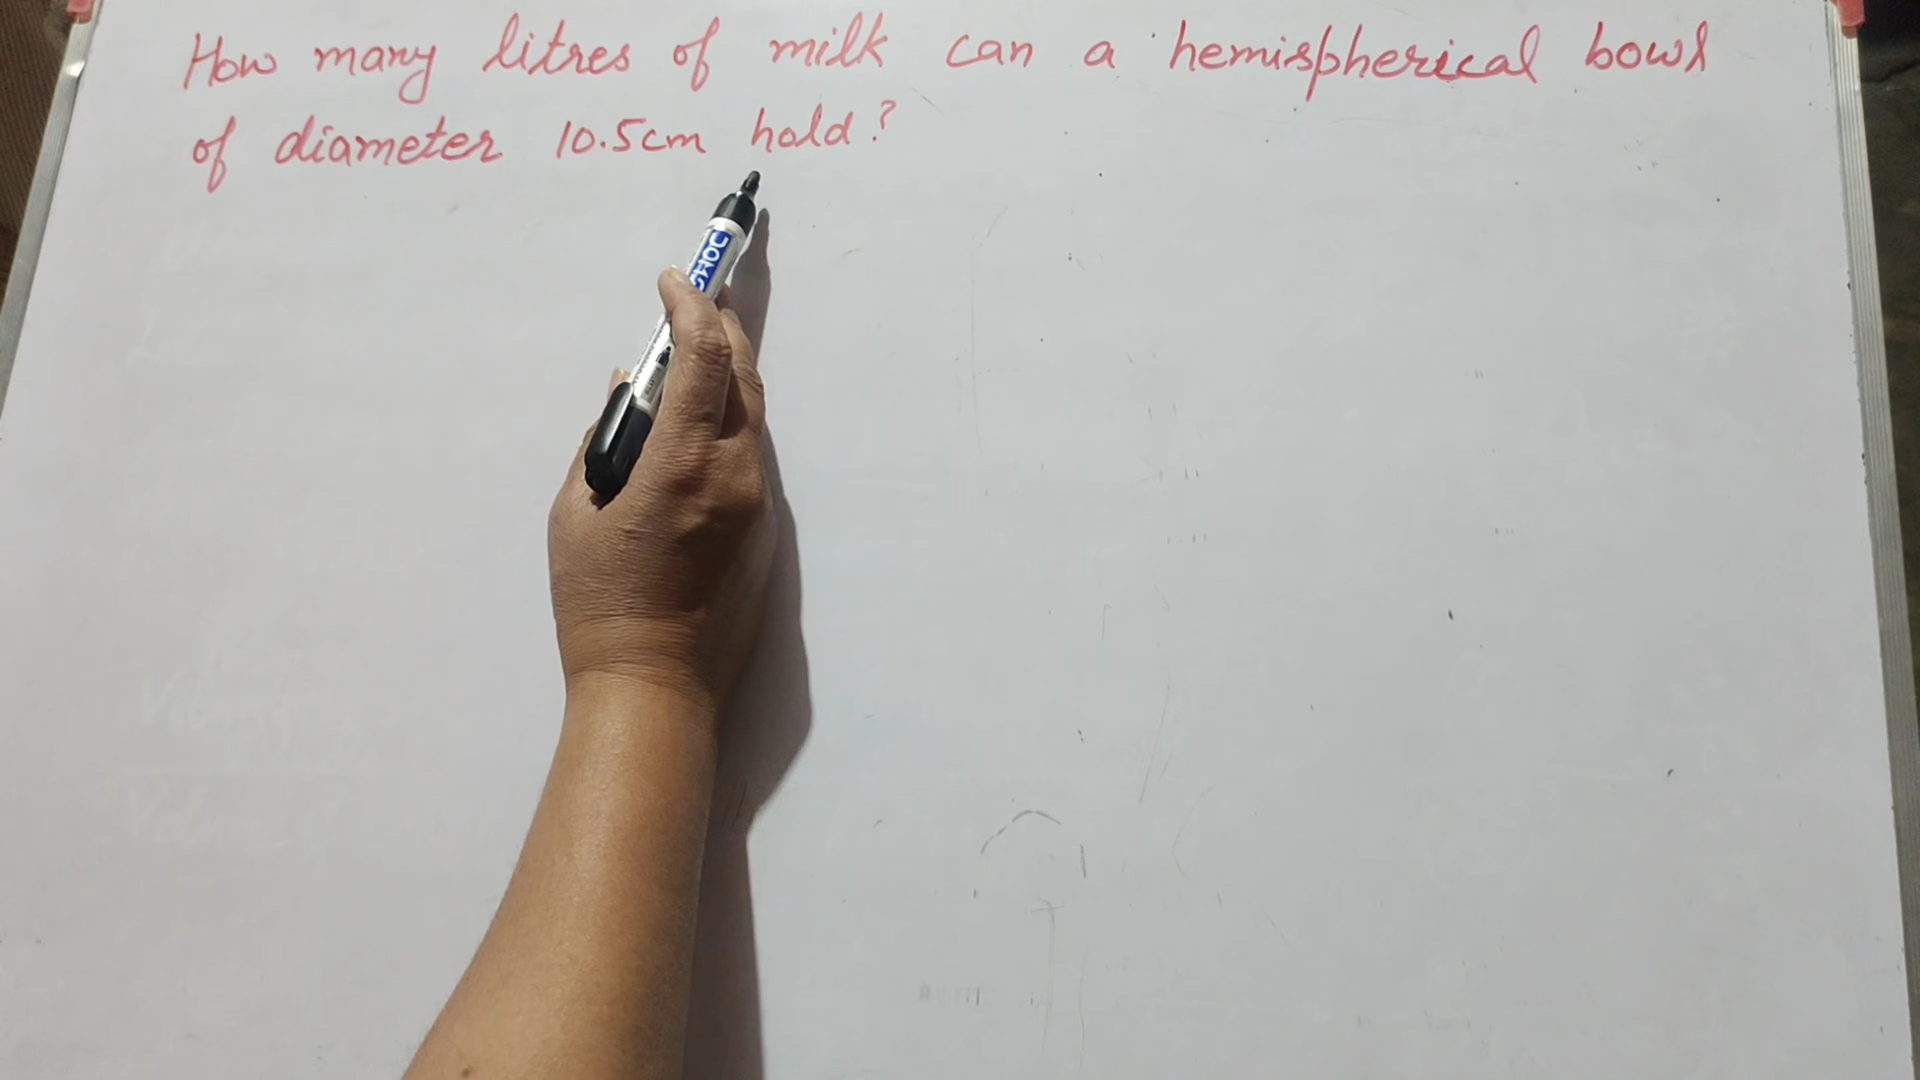 How many litres of milk can a hemispherical bowl
of diameter 10.5cm hold?